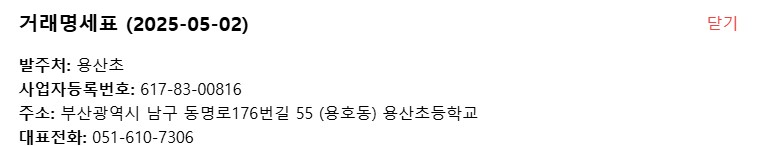 거래명세표 (2025-05-02) 닫기
발주처: 용산초
사업자등록번호: 617-83-00816
주소: 부산광역시 남구 동명로176번길 55 (용호동) 용산초등학교
대표전화: 051-610-7306